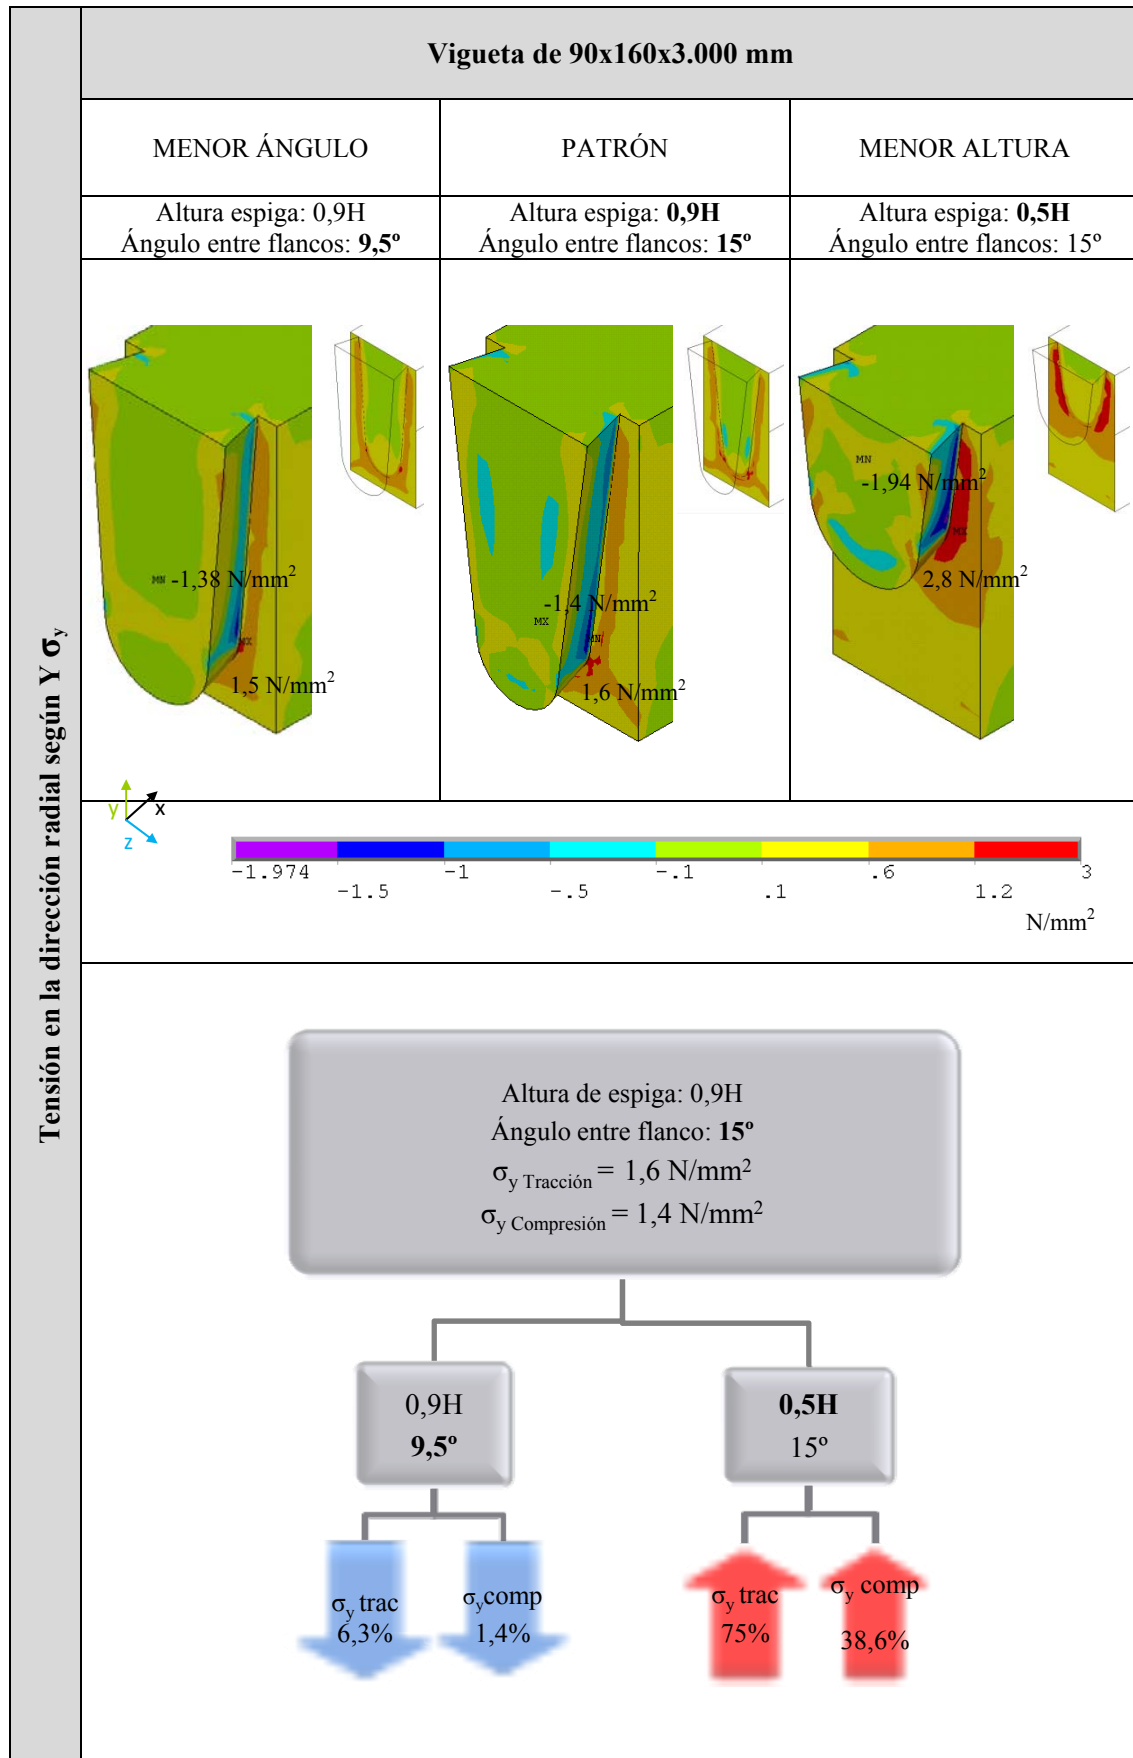 Tensión en la dirección radial según Y σy
Vigueta de 90x160x3.000 mm
MENOR ÁNGULO
PATRÓN
MENOR ALTURA
Altura espiga: 0,9H
Ángulo entre flancos: 9,5º
Altura espiga: 0,9H
Ángulo entre flancos: 15º
Altura espiga: 0,5H
Ángulo entre flancos: 15º
MN -1,38 N/mm²
MX
1,5 N/mm²
-1,4 N/mm²
MX
MN
1,6 N/mm²
MN
-1,94 N/mm²
MX
2,8 N/mm²
y
x
z
-1.974
-1.5
-1
-.5
-.1
.1
.6
1.2
3
N/mm²
Altura de espiga: 0,9H
Ángulo entre flanco: 15º
σy Tracción = 1,6 N/mm²
σy Compresión = 1,4 N/mm²
0,9H
9,5º
0,5H
15º
σy trac
6,3%
σy comp
1,4%
σy trac
75%
σy comp
38,6%